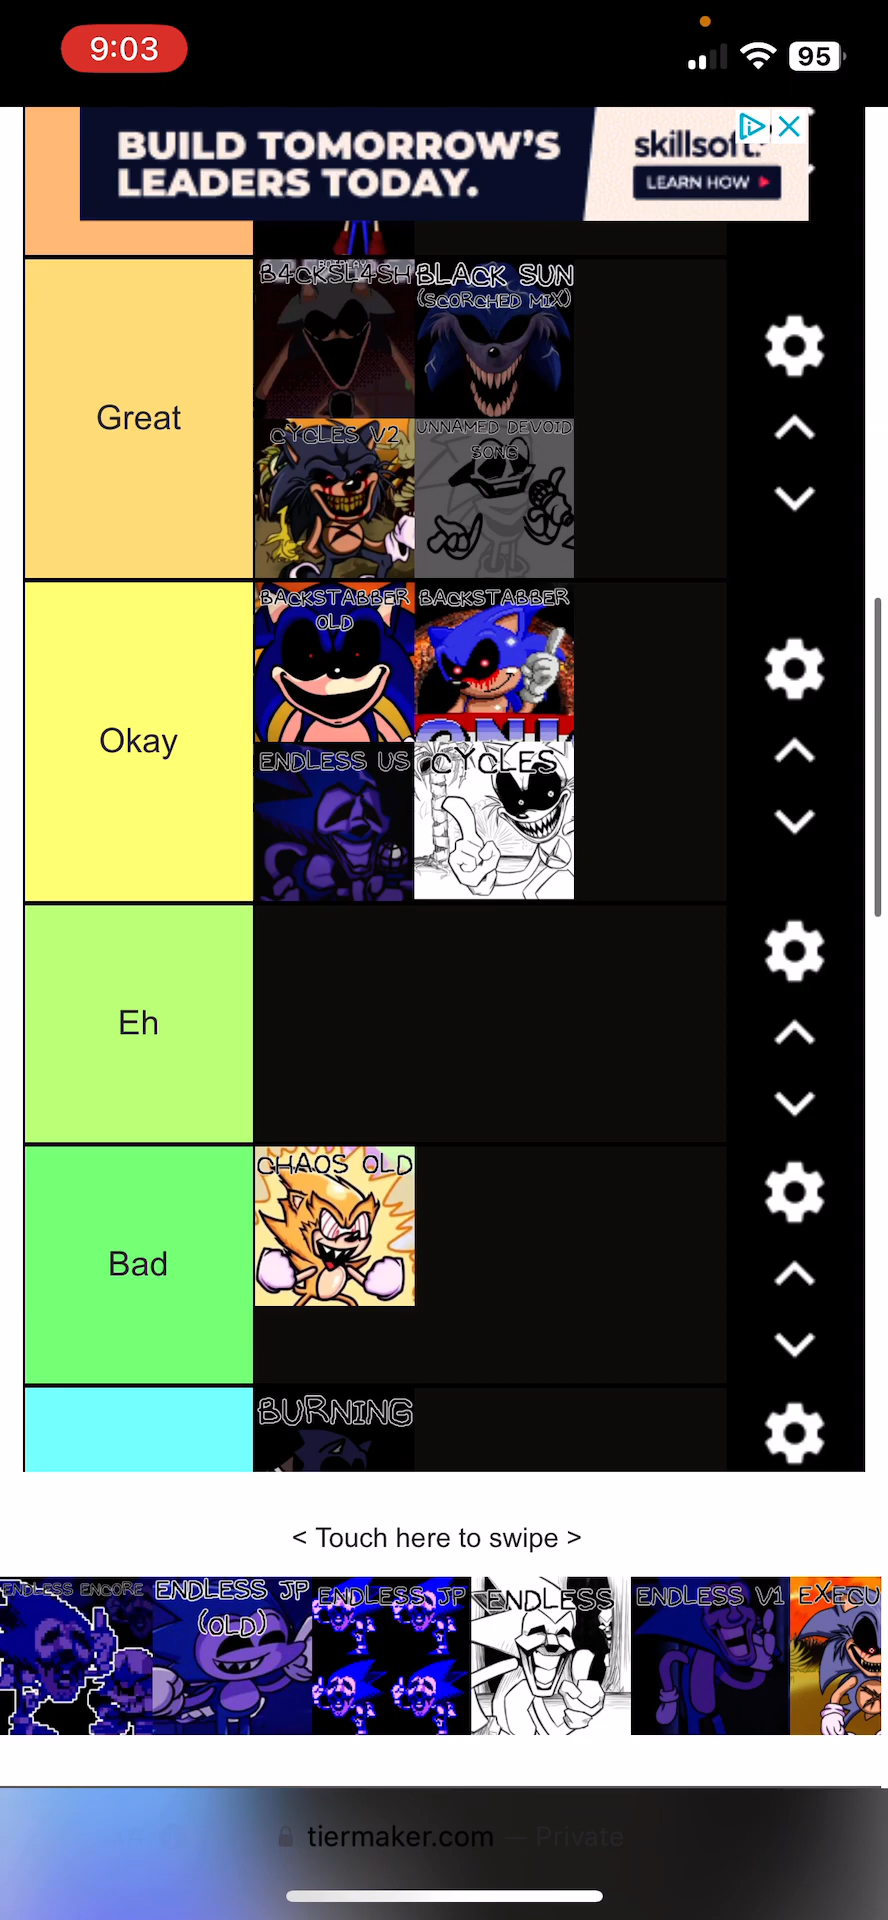 9:03
95
BUILD TOMORROW'S
LEADERS TODAY.
skillsoft.
LEARN HOW
Great
B4CKSL4SH
BLACK SUN
(SCORCHED MIX)
CYCLES V2
UNNAMED DEVOID
SONG
Okay
BACKSTABBER
OLD
BACKSTABBER
ENDLESS US
CYCLES
Eh
Bad
CHAOS OLD
BURNING
< Touch here to swipe >
ENDLESS ENCORE
ENDLESS JP
(OLD)
ENDLESS JP
ENDLESS
ENDLESS V1
EXECU
tiermaker.com — Private